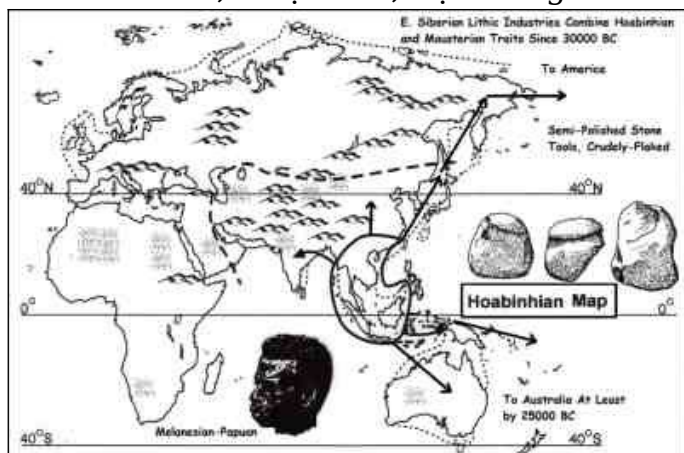 E. Siberian Lithic Industries Combine Hoabinhian
and Mousterian Traits Since 30000 BC
To America
Semi-Polished Stone
Tools, Crudely-Flaked
40°N
40°N
Hoabinhian Map
0°
0°
To Australia At Least
by 25000 BC
Melanesian-Papuan
40°S
40°S